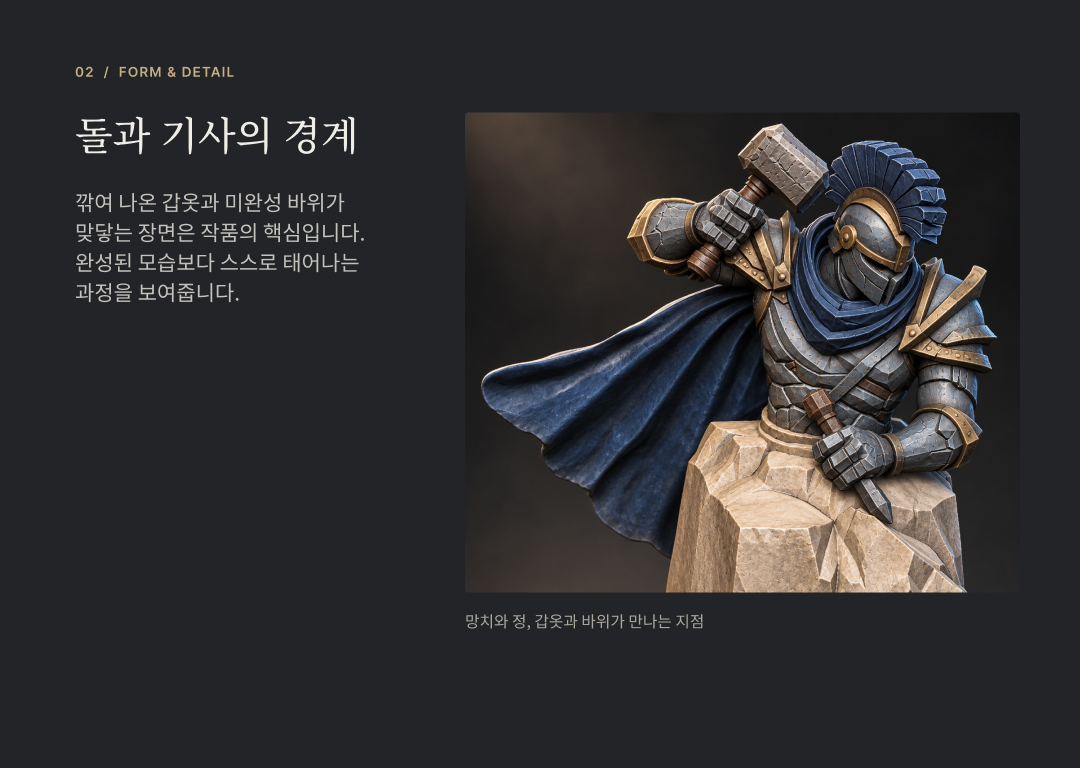 02 / FORM & DETAIL
돌과 기사의 경계
깎여 나온 갑옷과 미완성 바위가
맞닿는 장면은 작품의 핵심입니다.
완성된 모습보다 스스로 태어나는
과정을 보여줍니다.
망치와 정, 갑옷과 바위가 만나는 지점